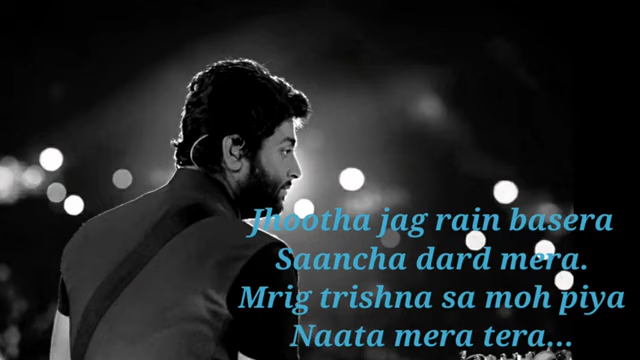 Jhootha jag rain basera
Saancha dard mera.
Mrig trishna sa moh piya
Naata mera tera...